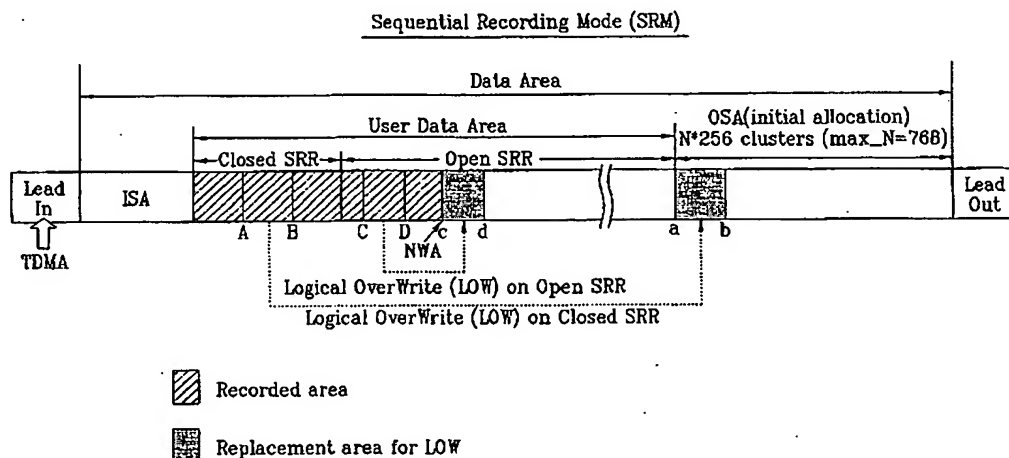 Sequential Recording Mode (SRM)
Data Area
OSA(initial allocation)
User Data Area
N*256 clusters (max_N=768)
Closed SRR
Open SRR
Lead In
ISA
Lead Out
A
B
C
D
c
d
a
b
NWA
TDMA
Logical OverWrite (LOW) on Open SRR
Logical OverWrite (LOW) on Closed SRR
Recorded area
Replacement area for LOW